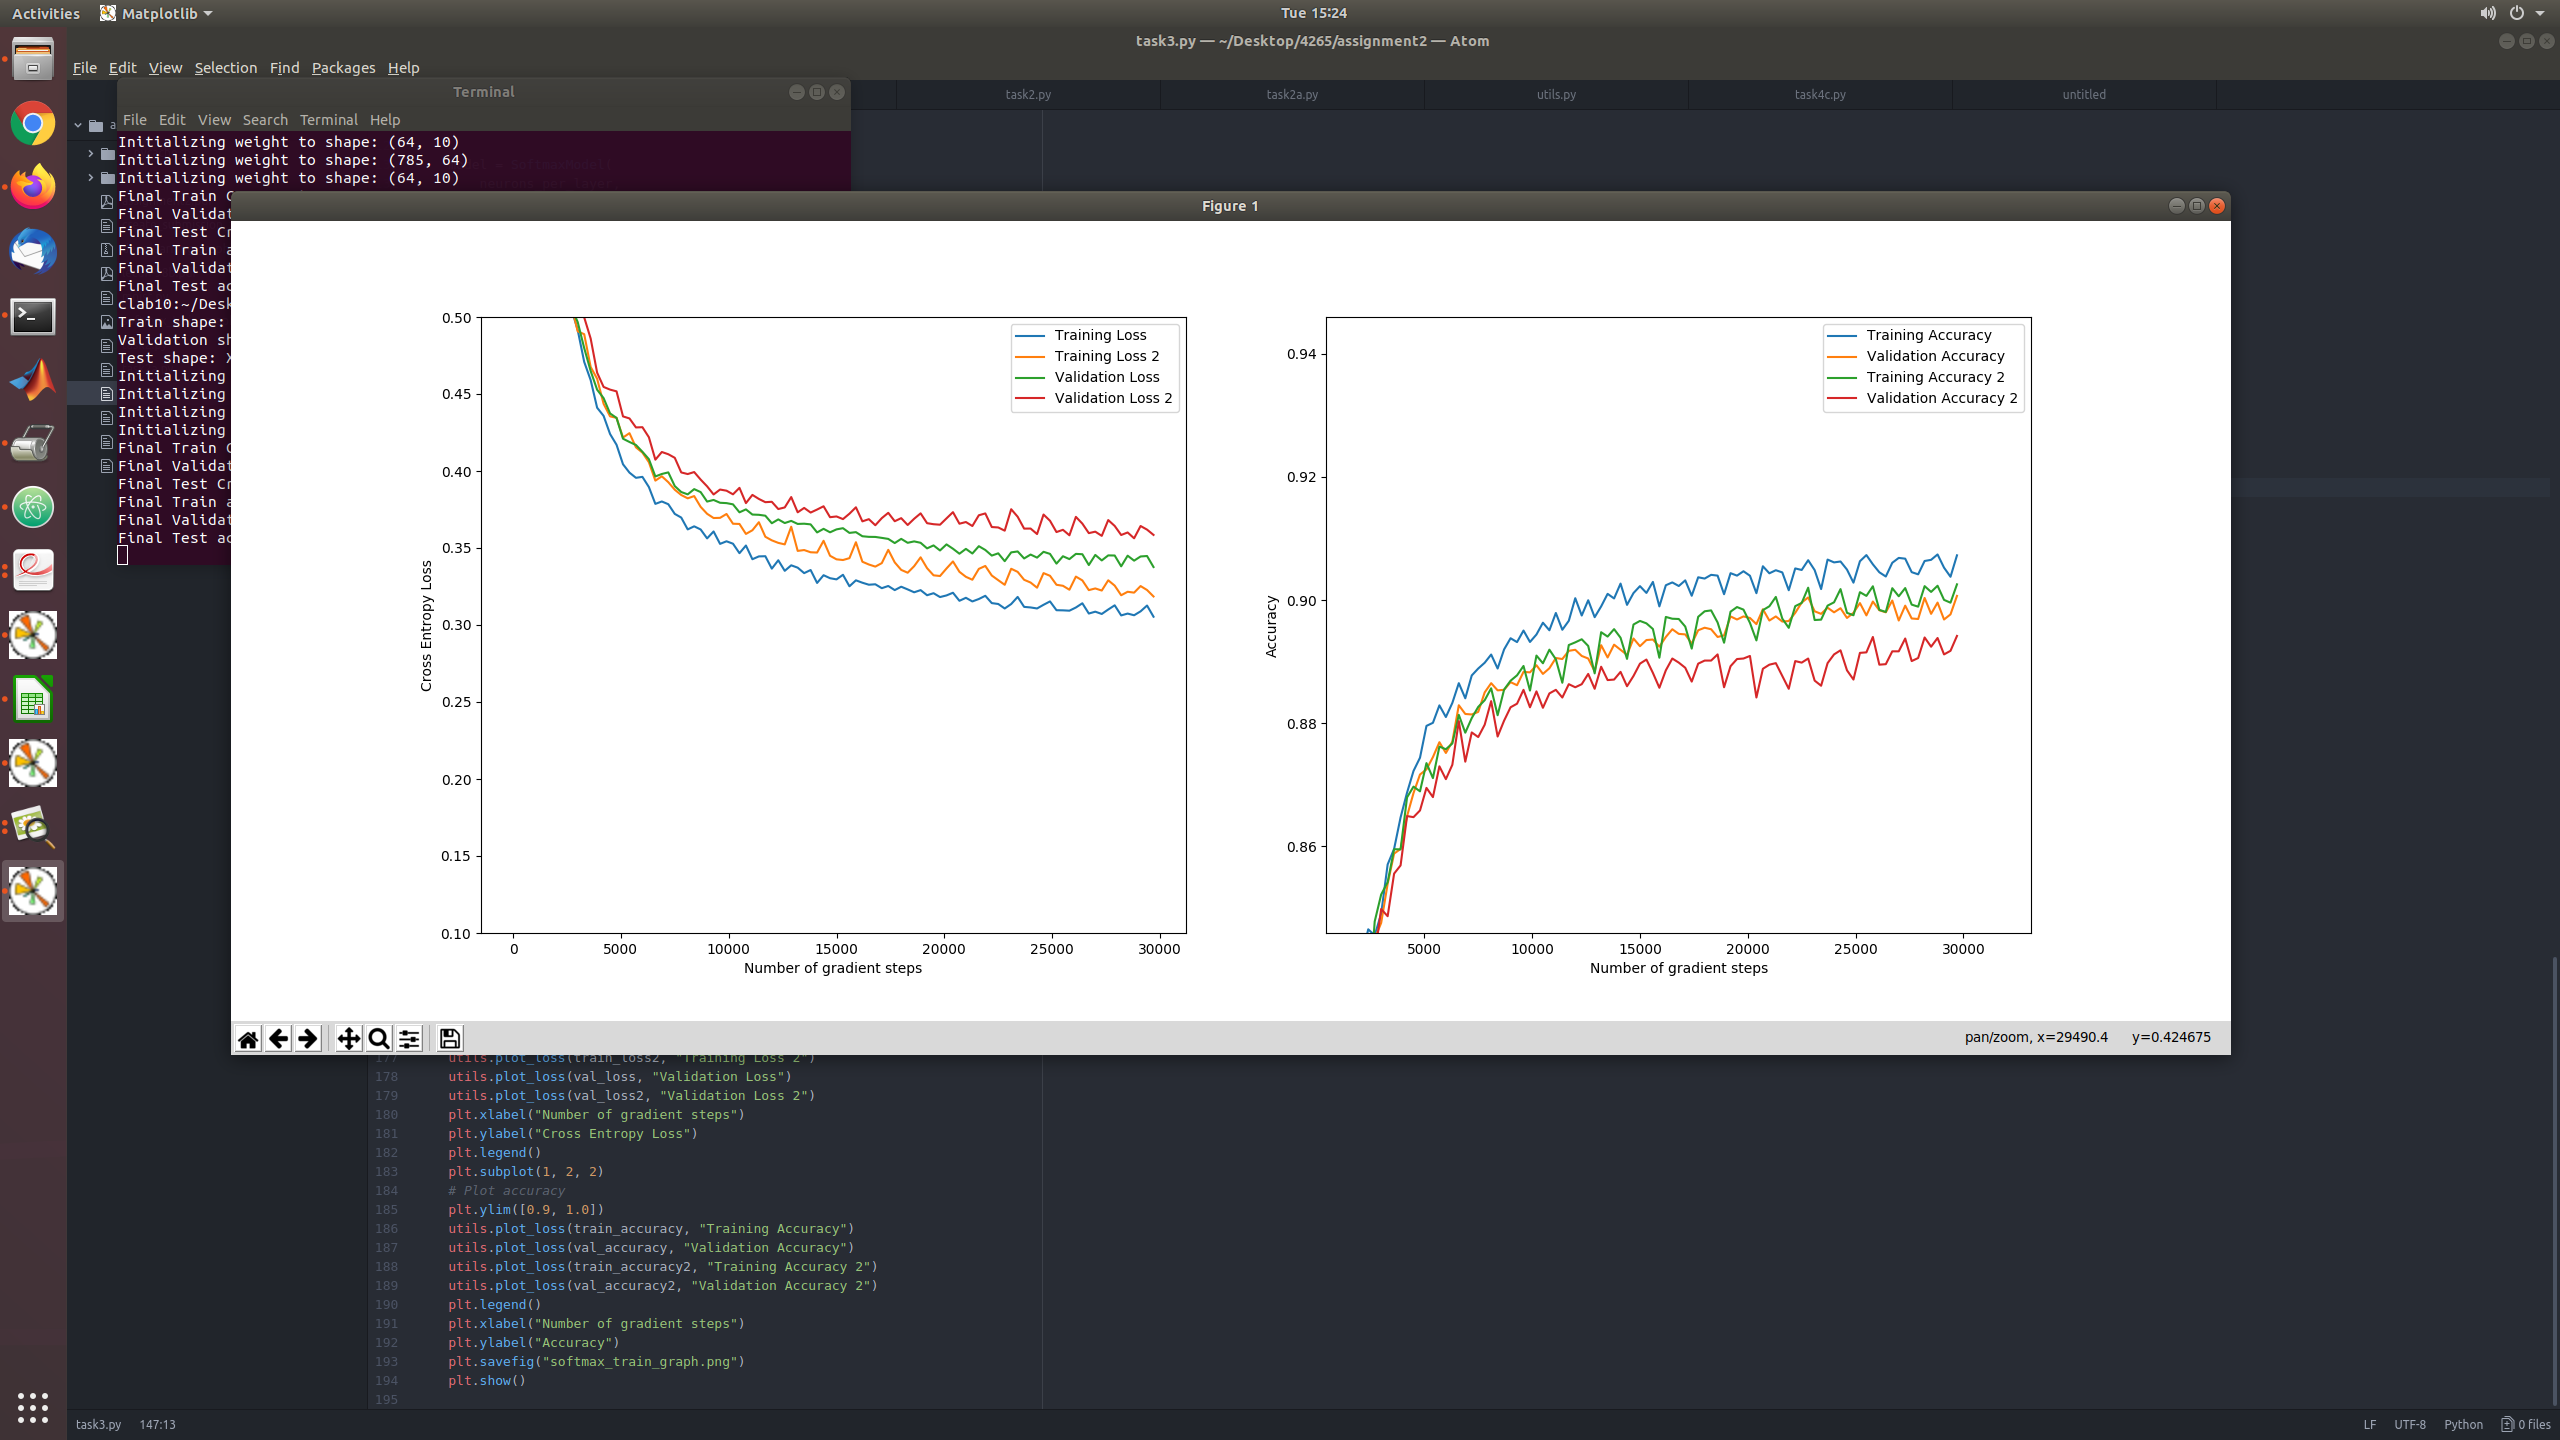 Activities
Matplotlib
Tue 15:24
task3.py — ~/Desktop/4265/assignment2 — Atom
File Edit View Selection Find Packages Help
task2.py
task2a.py
utils.py
task4c.py
untitled
Terminal
File Edit View Search Terminal Help
Initializing weight to shape: (64, 10)
Initializing weight to shape: (785, 64)
Initializing weight to shape: (64, 10)
Final Train C
Final Validat
Final Test Cr
Final Train a
Final Validat
Final Test ac
clab10:~/Desk
Train shape:
Validation sh
Test shape: X
Initializing
Initializing
Initializing
Initializing
Final Train C
Final Validat
Final Test Cr
Final Train a
Final Validat
Final Test ac
Figure 1
0.50
0.45
0.40
0.35
0.30
0.25
0.20
0.15
0.10
Cross Entropy Loss
0 5000 10000 15000 20000 25000 30000
Number of gradient steps
Training Loss
Training Loss 2
Validation Loss
Validation Loss 2
0.94
0.92
0.90
0.88
0.86
Accuracy
5000 10000 15000 20000 25000 30000
Number of gradient steps
Training Accuracy
Validation Accuracy
Training Accuracy 2
Validation Accuracy 2
pan/zoom, x=29490.4 y=0.424675
177 utils.plot_loss(train_loss2, "Training Loss 2")
178 utils.plot_loss(val_loss, "Validation Loss")
179 utils.plot_loss(val_loss2, "Validation Loss 2")
180 plt.xlabel("Number of gradient steps")
181 plt.ylabel("Cross Entropy Loss")
182 plt.legend()
183 plt.subplot(1, 2, 2)
184 # Plot accuracy
185 plt.ylim([0.9, 1.0])
186 utils.plot_loss(train_accuracy, "Training Accuracy")
187 utils.plot_loss(val_accuracy, "Validation Accuracy")
188 utils.plot_loss(train_accuracy2, "Training Accuracy 2")
189 utils.plot_loss(val_accuracy2, "Validation Accuracy 2")
190 plt.legend()
191 plt.xlabel("Number of gradient steps")
192 plt.ylabel("Accuracy")
193 plt.savefig("softmax_train_graph.png")
194 plt.show()
195
task3.py 147:13
LF UTF-8 Python 0 files